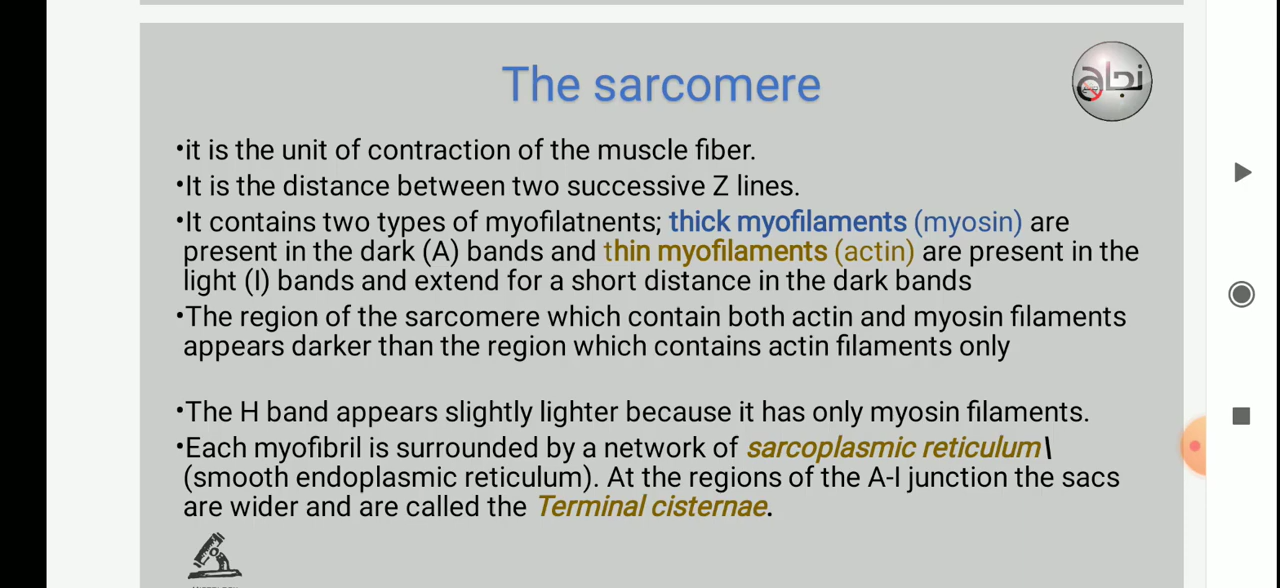 The sarcomere
نجاح
•it is the unit of contraction of the muscle fiber.
•It is the distance between two successive Z lines.
•It contains two types of myofilatnents; thick myofilaments (myosin) are
present in the dark (A) bands and thin myofilaments (actin) are present in the
light (I) bands and extend for a short distance in the dark bands
•The region of the sarcomere which contain both actin and myosin filaments
appears darker than the region which contains actin filaments only
•The H band appears slightly lighter because it has only myosin filaments.
•Each myofibril is surrounded by a network of sarcoplasmic reticulum\
(smooth endoplasmic reticulum). At the regions of the A-I junction the sacs
are wider and are called the Terminal cisternae.